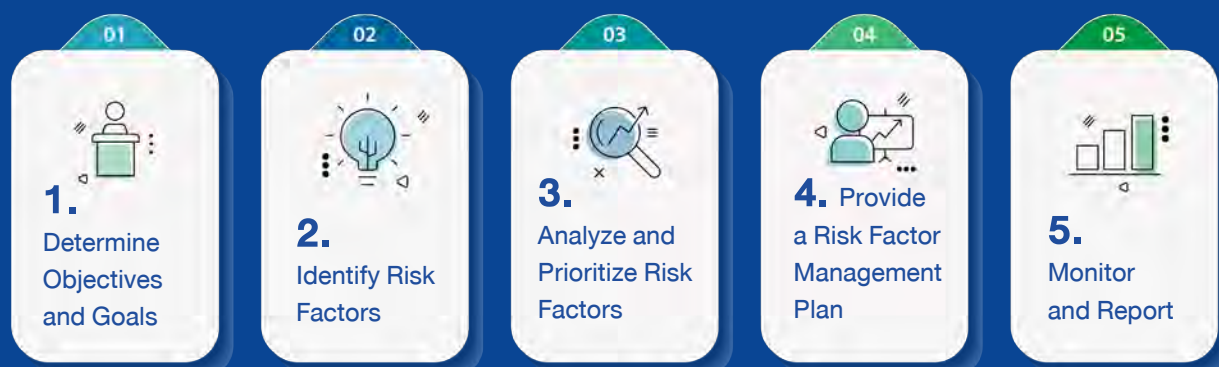 01
1.
Determine
Objectives
and Goals
02
2.
Identify Risk
Factors
03
3.
Analyze and
Prioritize Risk
Factors
04
4. Provide
a Risk Factor
Management
Plan
05
5.
Monitor
and Report